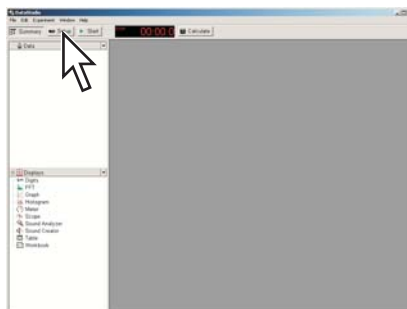 DataStudio
File Edit Experiment Window Help
Summary Setup Start 00:00.0 Calculate
Data
Displays
Digits
FFT
Graph
Histogram
Meter
Scope
Sound Analyzer
Sound Creator
Table
Workbook